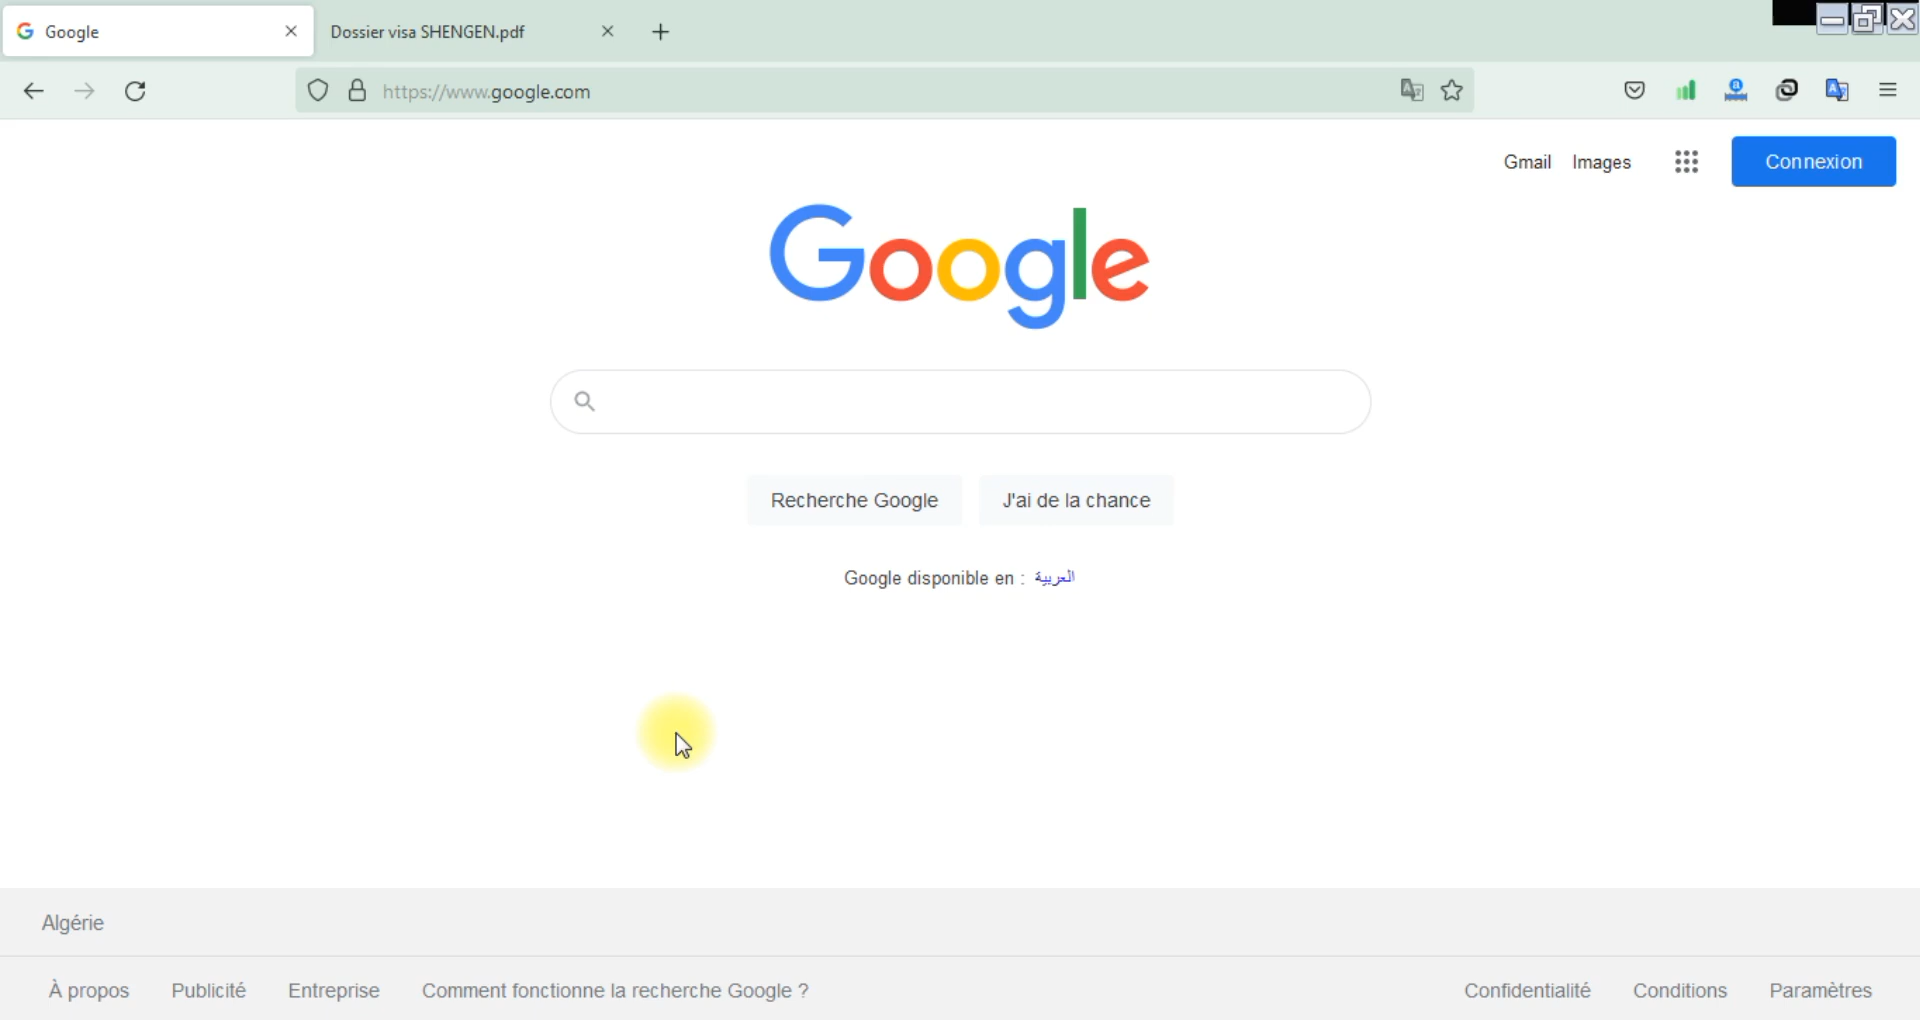 Google
Dossier visa SHENGEN.pdf
https://www.google.com
Gmail Images Connexion
Google
Recherche Google J'ai de la chance
Google disponible en : العربية
Algérie
À propos Publicité Entreprise Comment fonctionne la recherche Google ? Confidentialité Conditions Paramètres